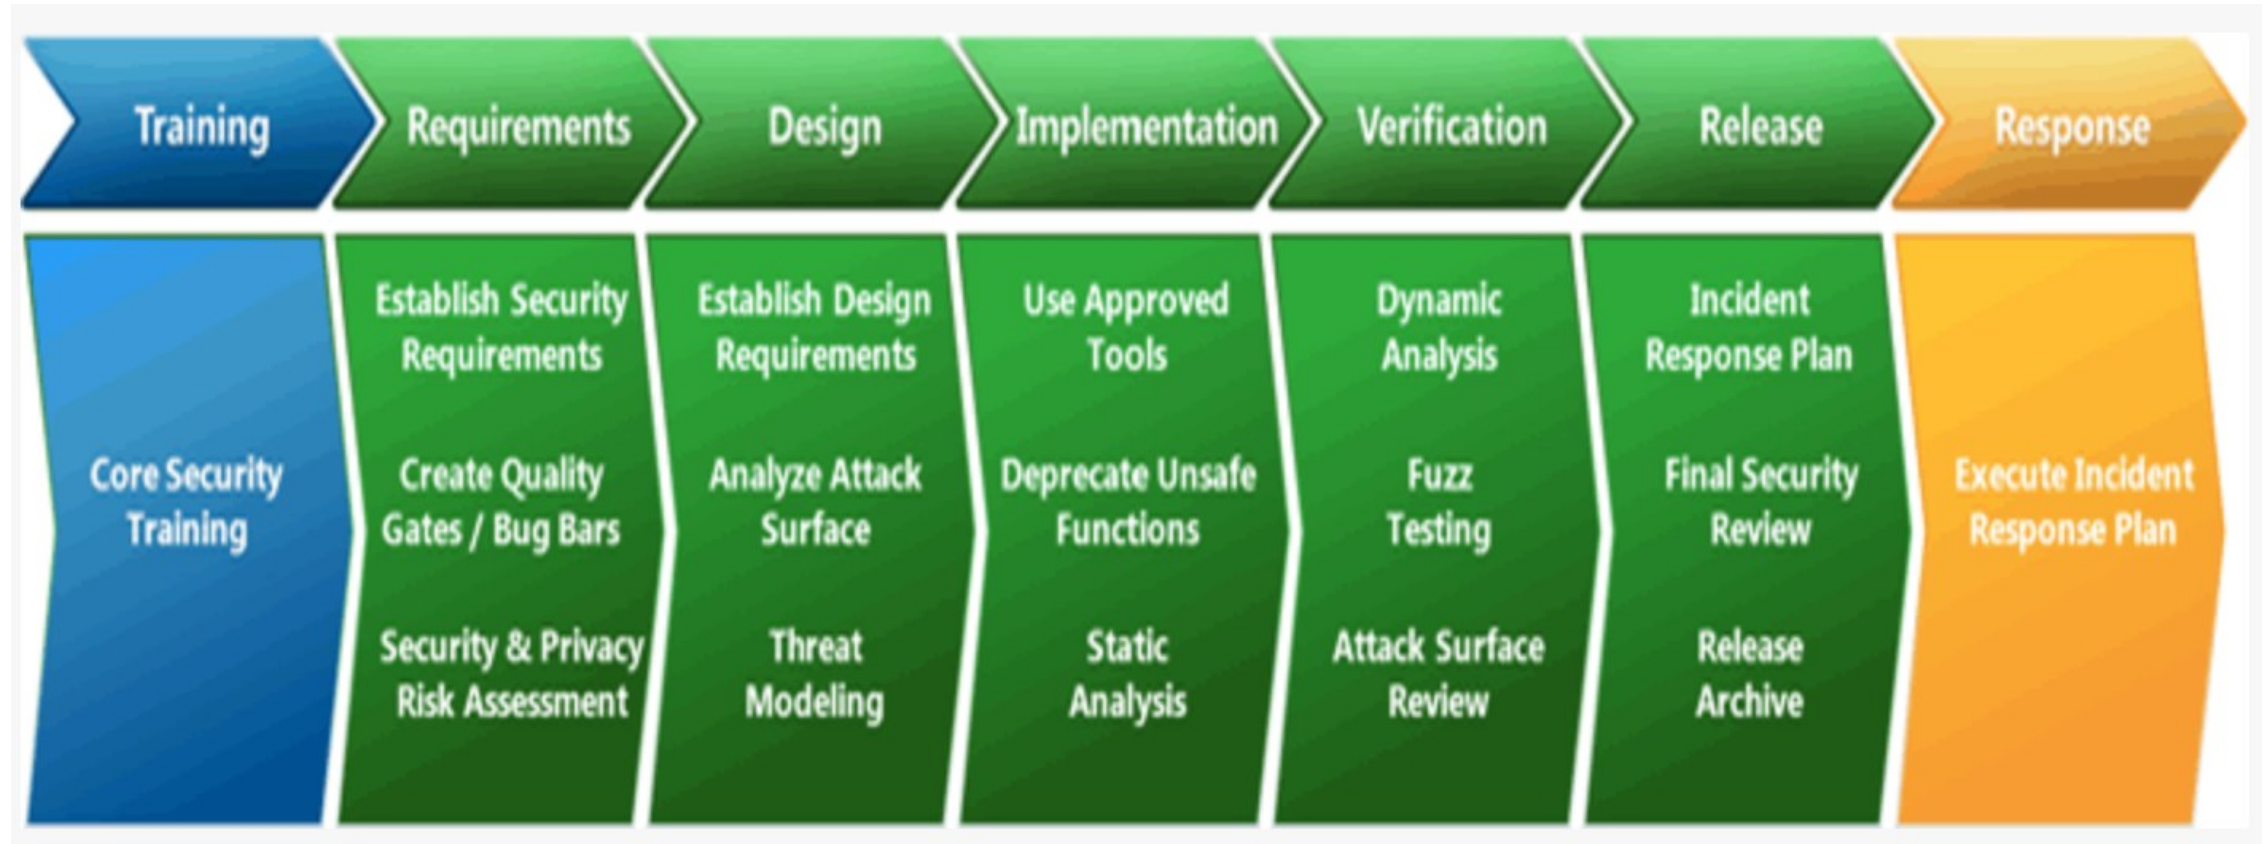 Training
Requirements
Design
Implementation
Verification
Release
Response
Core Security
Training
Establish Security
Requirements
Create Quality
Gates / Bug Bars
Security & Privacy
Risk Assessment
Establish Design
Requirements
Analyze Attack
Surface
Threat
Modeling
Use Approved
Tools
Deprecate Unsafe
Functions
Static
Analysis
Dynamic
Analysis
Fuzz
Testing
Attack Surface
Review
Incident
Response Plan
Final Security
Review
Release
Archive
Execute Incident
Response Plan